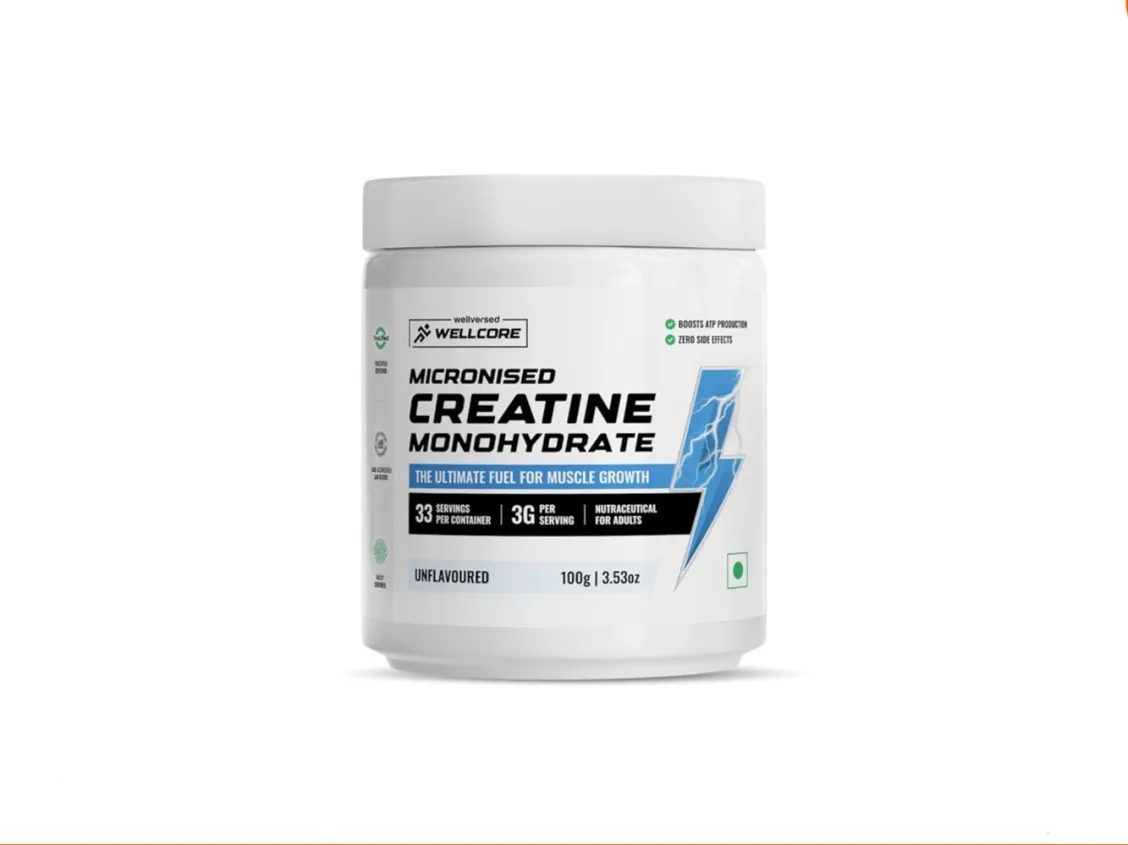 wellversed
WELLCORE
BOOSTS ATP PRODUCTION
ZERO SIDE EFFECTS
MICRONISED
CREATINE
MONOHYDRATE
THE ULTIMATE FUEL FOR MUSCLE GROWTH
33 SERVINGS PER CONTAINER | 3G PER SERVING | NUTRACEUTICAL FOR ADULTS
UNFLAVOURED 100g | 3.53oz